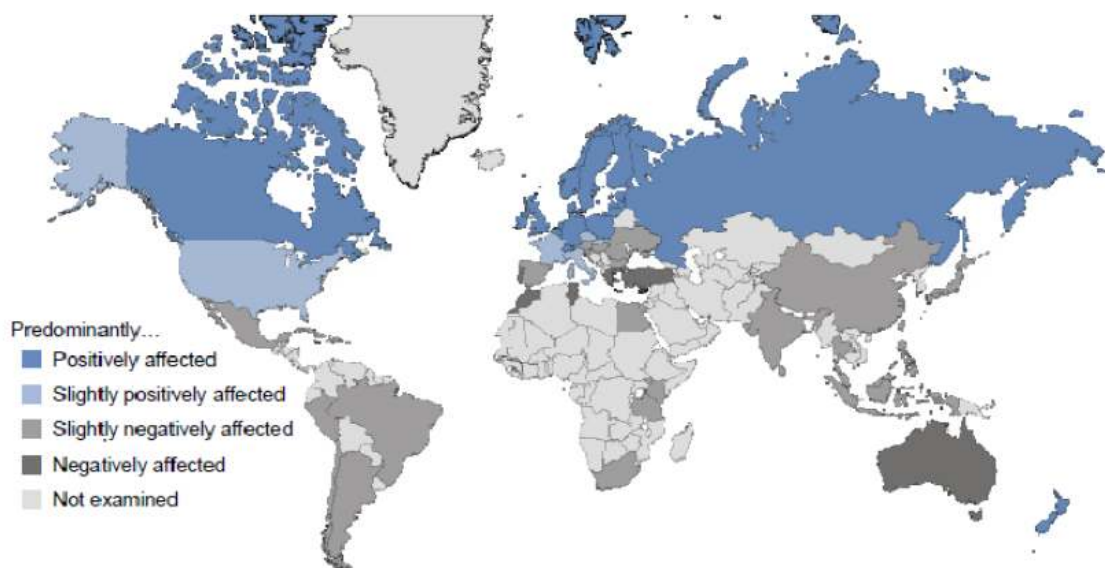 Predominantly...
Positively affected
Slightly positively affected
Slightly negatively affected
Negatively affected
Not examined